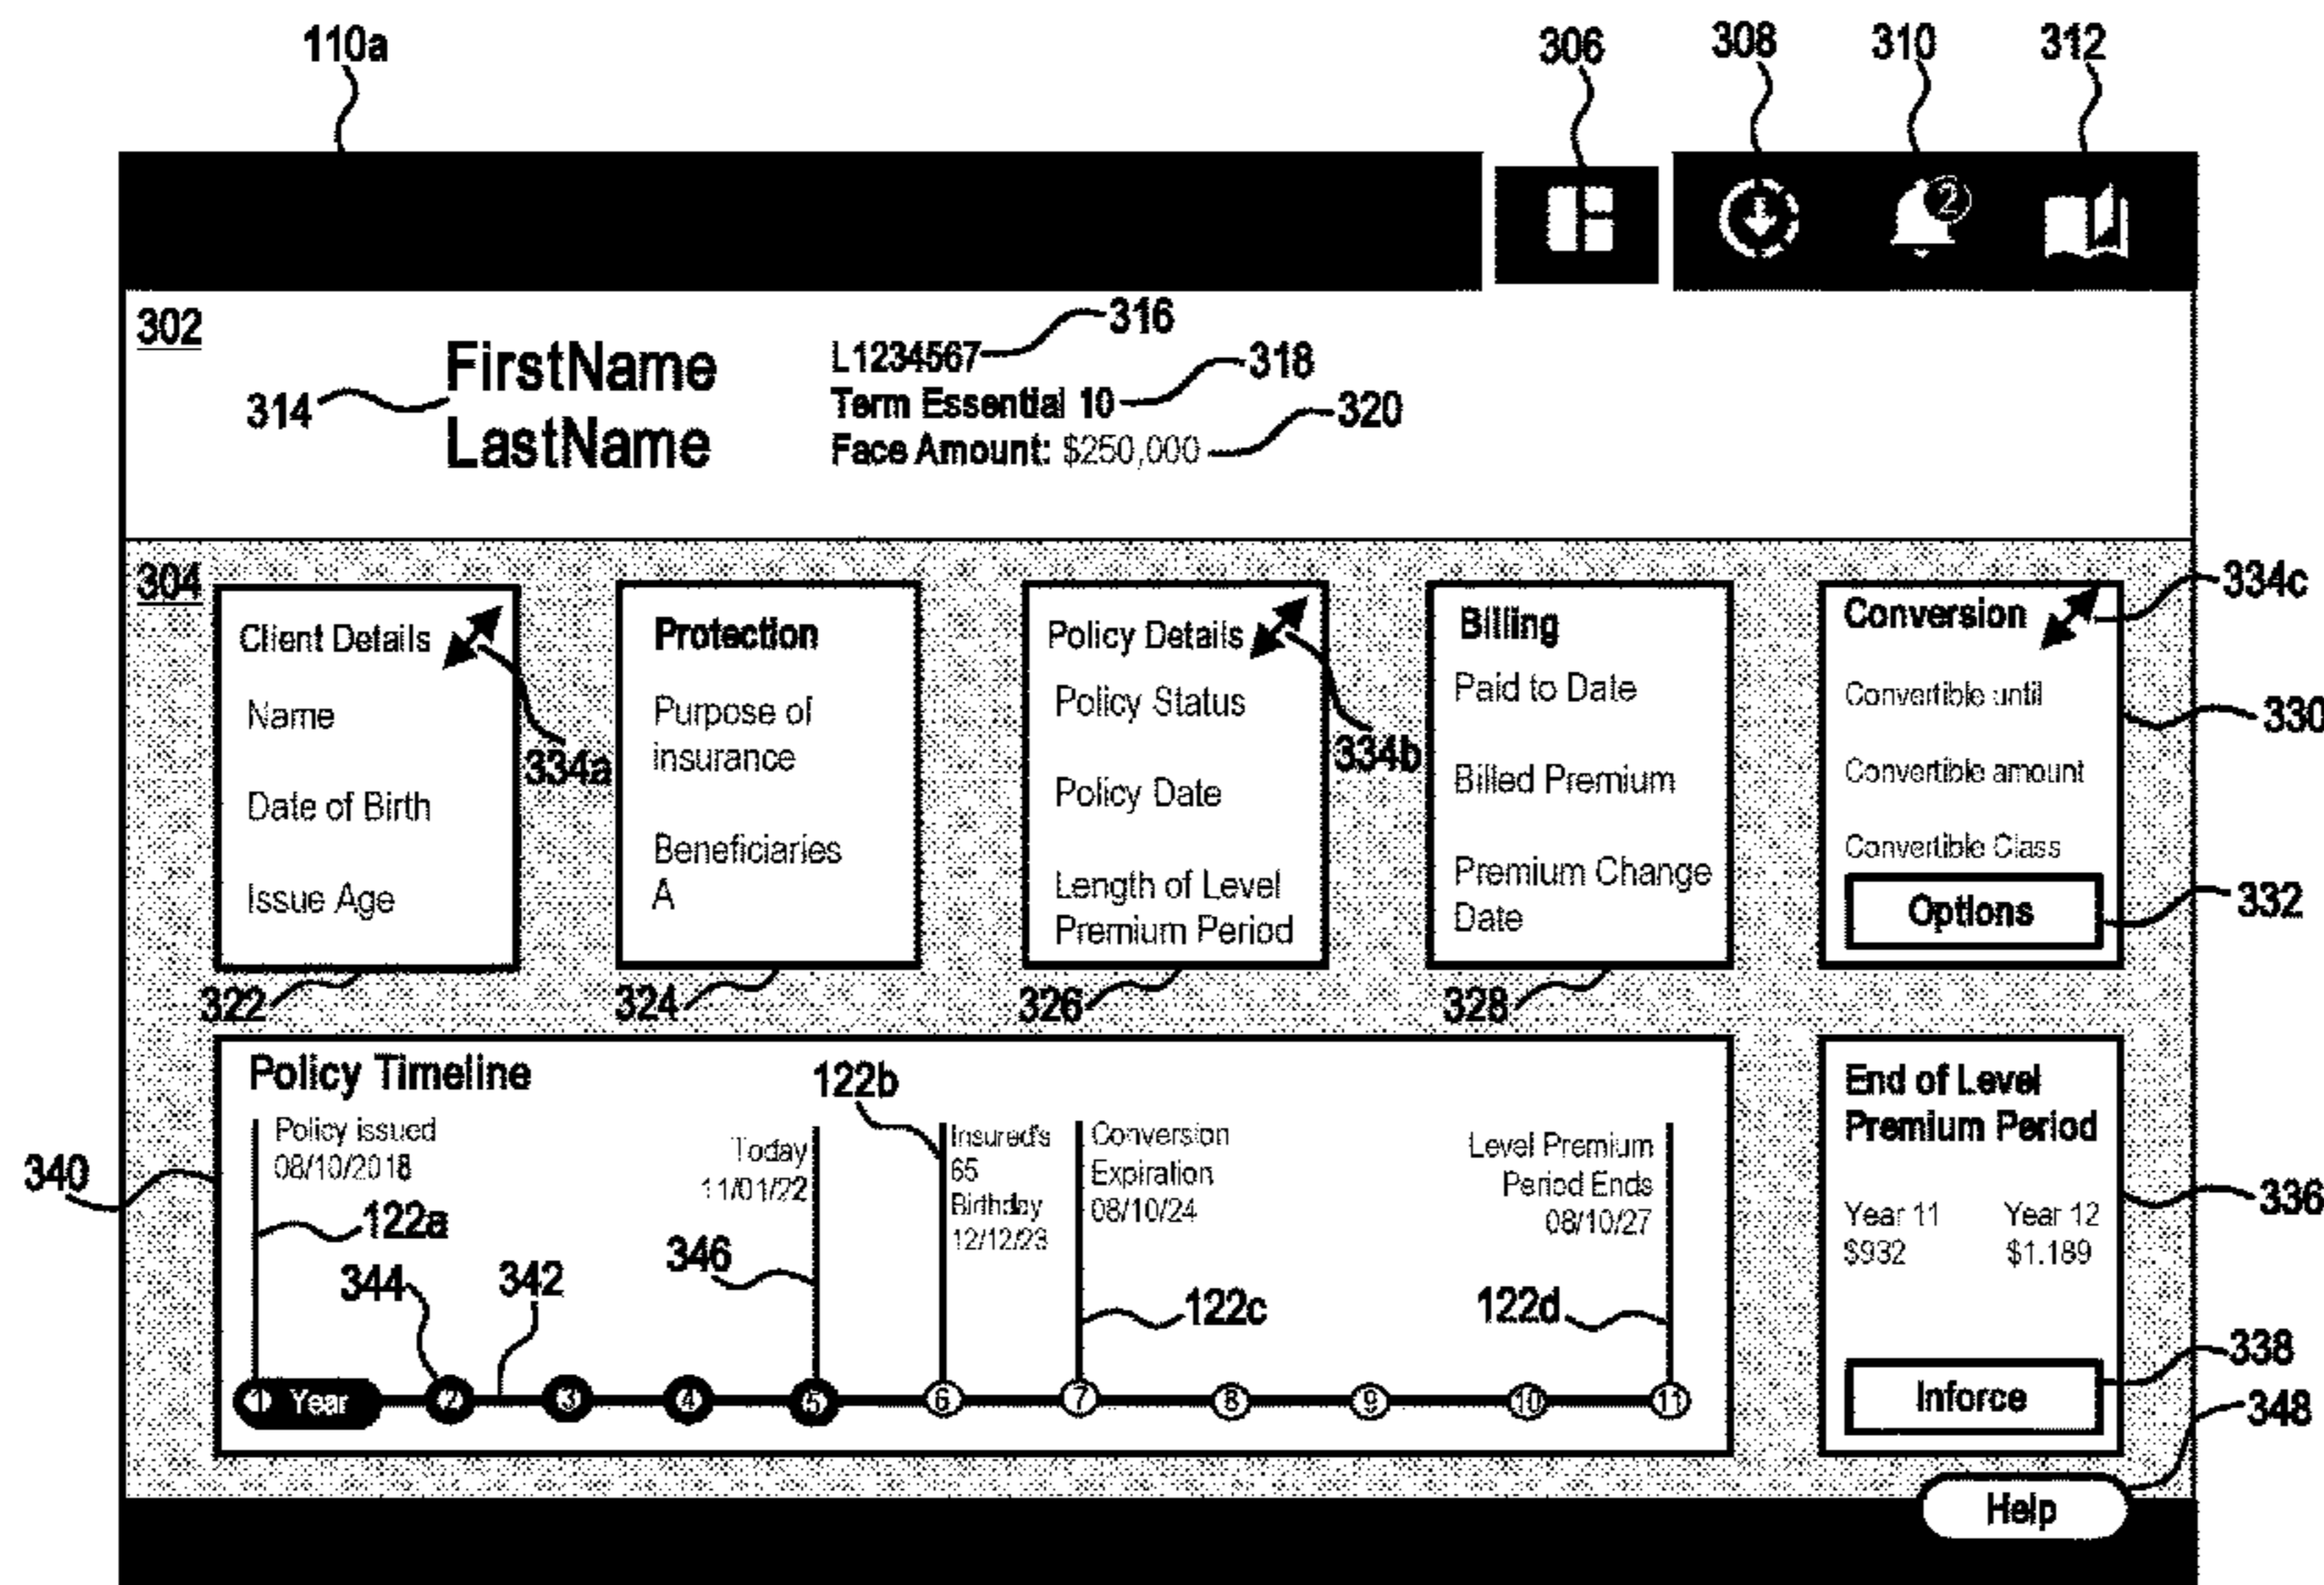 110a
306
308
310
312
2
302
FirstName
LastName
314
L1234567
316
Term Essential 10
318
Face Amount: $250,000
320
304
Client Details
Name
Date of Birth
Issue Age
334a
322
Protection
Purpose of
insurance
Beneficiaries
A
324
Policy Details
Policy Status
Policy Date
Length of Level
Premium Period
334b
326
Billing
Paid to Date
Billed Premium
Premium Change
Date
328
Conversion
Convertible until
Convertible amount
Convertible Class
Options
334c
330
332
Policy Timeline
Policy issued
08/10/2018
122a
340
344
342
Today
11/01/22
346
122b
Insured's
65
Birthday
12/12/23
Conversion
Expiration
08/10/24
122c
Level Premium
Period Ends
08/10/27
122d
1 Year 2 3 4 5 6 7 8 9 10 11
End of Level
Premium Period
Year 11 Year 12
$932 $1.189
Inforce
336
338
348
Help